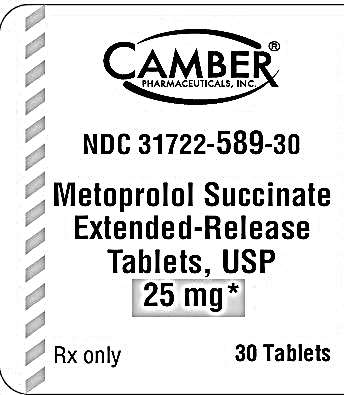 CAMBER®
PHARMACEUTICALS, INC.
NDC 31722-589-30
Metoprolol Succinate
Extended-Release
Tablets, USP
25 mg*
Rx only 30 Tablets